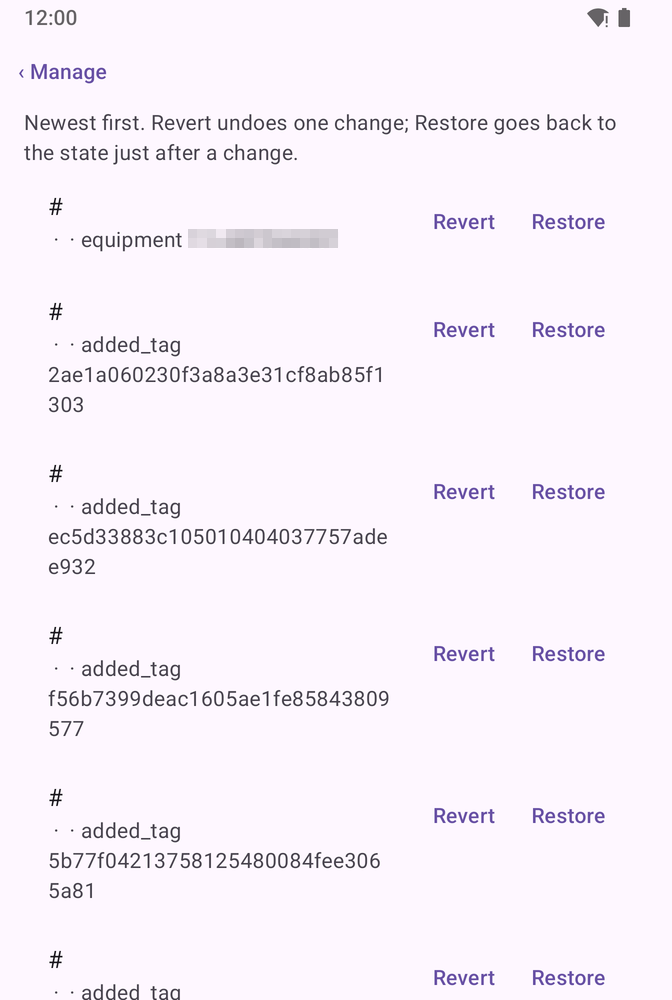 12:00
‹ Manage
Newest first. Revert undoes one change; Restore goes back to
the state just after a change.
#
· · equipment
Revert Restore
#
· · added_tag
2ae1a060230f3a8a3e31cf8ab85f1
303
Revert Restore
#
· · added_tag
ec5d33883c105010404037757ade
e932
Revert Restore
#
· · added_tag
f56b7399deac1605ae1fe85843809
577
Revert Restore
#
· · added_tag
5b77f04213758125480084fee306
5a81
Revert Restore
#
· · added_tag
Revert Restore